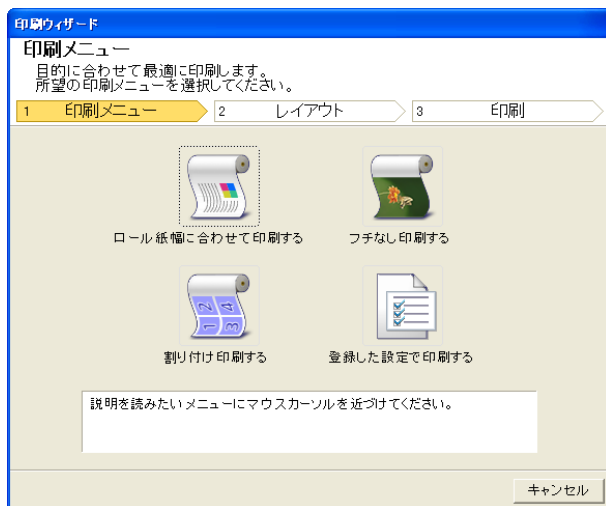 印刷ウィザード
印刷メニュー
目的に合わせて最適に印刷します。
所望の印刷メニューを選択してください。
1 印刷メニュー 2 レイアウト 3 印刷
ロール紙幅に合わせて印刷する フチなし印刷する
1 2 3 4
割り付け印刷する 登録した設定で印刷する
説明を読みたいメニューにマウスカーソルを近づけてください。
キャンセル